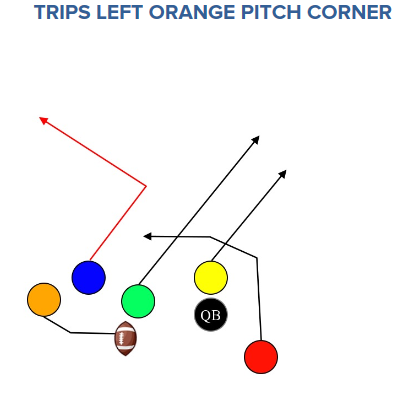 TRIPS LEFT ORANGE PITCH CORNER
QB